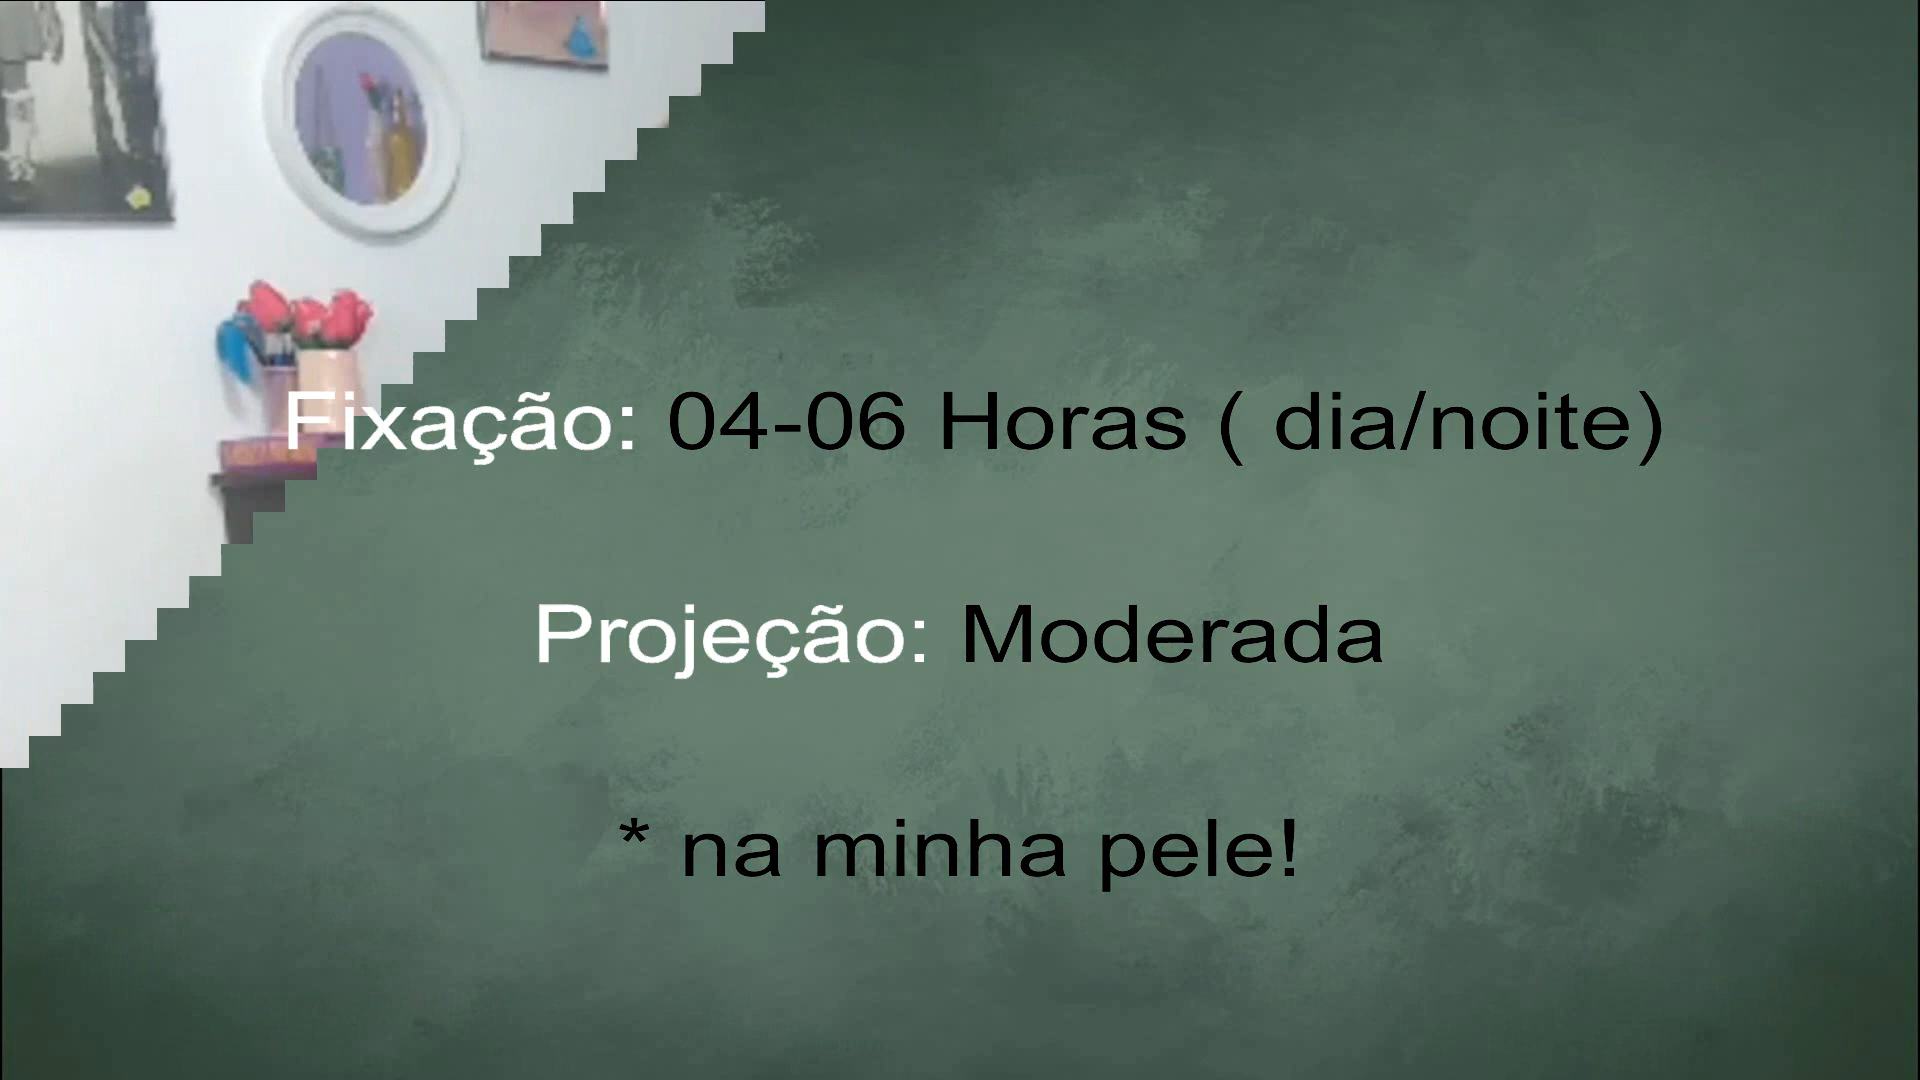 Fixação: 04-06 Horas ( dia/noite)
Projeção: Moderada
* na minha pele!